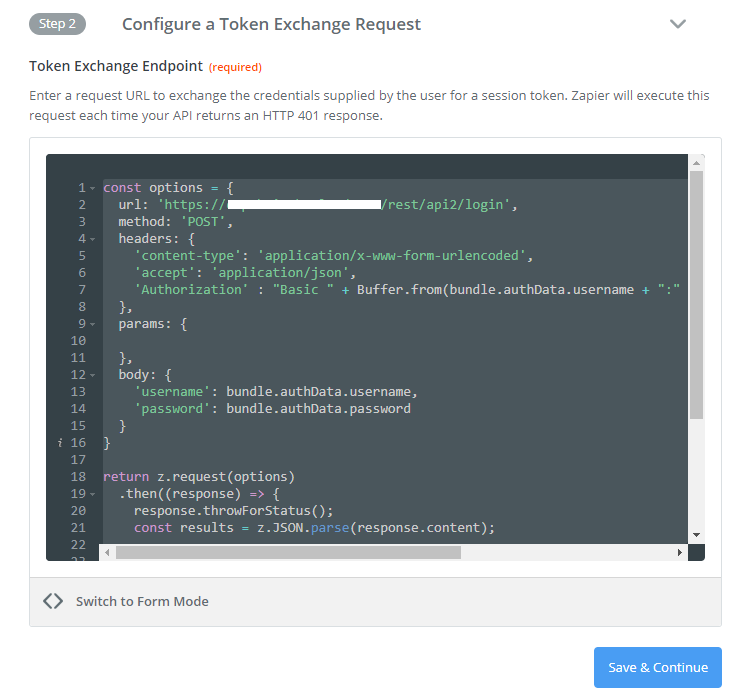 Step 2 Configure a Token Exchange Request
Token Exchange Endpoint (required)
Enter a request URL to exchange the credentials supplied by the user for a session token. Zapier will execute this
request each time your API returns an HTTP 401 response.
1 const options = {
2 url: 'https:// /rest/api2/login',
3 method: 'POST',
4 headers: {
5 'content-type': 'application/x-www-form-urlencoded',
6 'accept': 'application/json',
7 'Authorization' : "Basic " + Buffer.from(bundle.authData.username + ":"
8 },
9 params: {
10
11 },
12 body: {
13 'username': bundle.authData.username,
14 'password': bundle.authData.password
15 }
i 16 }
17
18 return z.request(options)
19 .then((response) => {
20 response.throwForStatus();
21 const results = z.JSON.parse(response.content);
22
Switch to Form Mode
Save & Continue